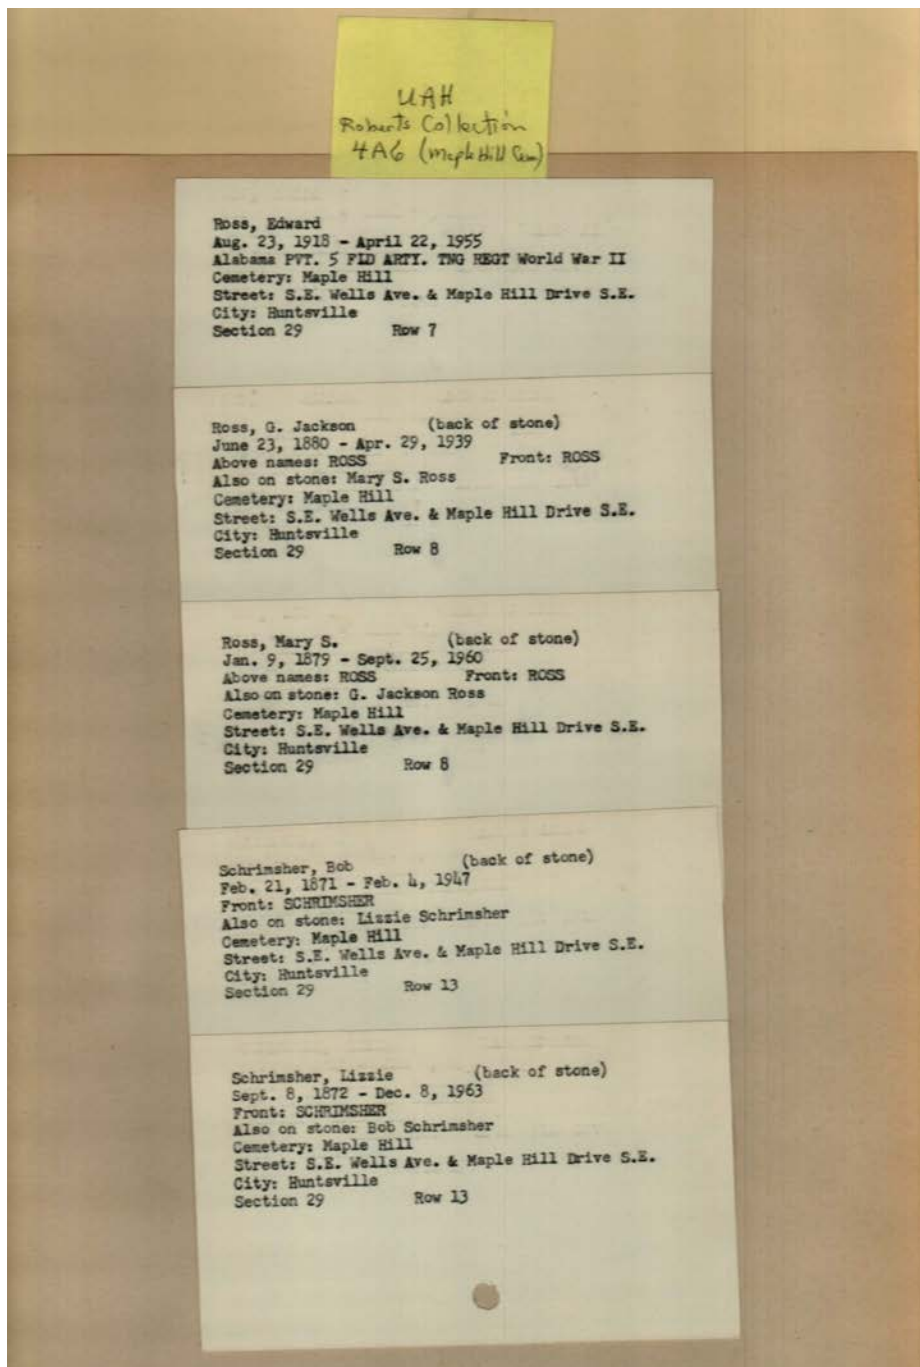 UAH
Roberts Collection
4A6 (Maple Hill Cem)
Ross, Edward
Aug. 23, 1918 - April 22, 1955
Alabama PVT. 5 FLD ARTY. TNG REGT World War II
Cemetery: Maple Hill
Street: S.E. Wells Ave. & Maple Hill Drive S.E.
City: Huntsville
Section 29 Row 7
Ross, G. Jackson (back of stone)
June 23, 1880 - Apr. 29, 1939
Above names: ROSS Front: ROSS
Also on stone: Mary S. Ross
Cemetery: Maple Hill
Street: S.E. Wells Ave. & Maple Hill Drive S.E.
City: Huntsville
Section 29 Row 8
Ross, Mary S. (back of stone)
Jan. 9, 1879 - Sept. 25, 1960
Above names: ROSS Front: ROSS
Also on stone: G. Jackson Ross
Cemetery: Maple Hill
Street: S.E. Wells Ave. & Maple Hill Drive S.E.
City: Huntsville
Section 29 Row 8
Schrimsher, Bob (back of stone)
Feb. 21, 1871 - Feb. 4, 1947
Front: SCHRIMSHER
Also on stone: Lizzie Schrimsher
Cemetery: Maple Hill
Street: S.E. Wells Ave. & Maple Hill Drive S.E.
City: Huntsville
Section 29 Row 13
Schrimsher, Lizzie (back of stone)
Sept. 8, 1872 - Dec. 8, 1963
Front: SCHRIMSHER
Also on stone: Bob Schrimsher
Cemetery: Maple Hill
Street: S.E. Wells Ave. & Maple Hill Drive S.E.
City: Huntsville
Section 29 Row 13